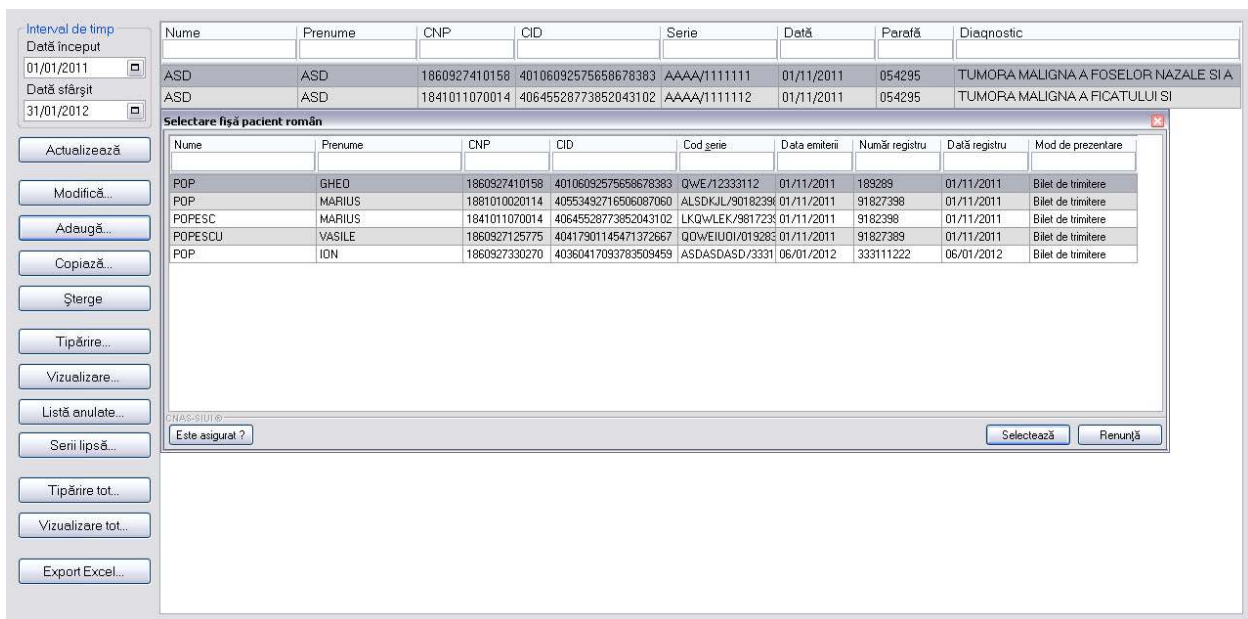 Interval de timp
Dată început
01/01/2011
Dată sfârşit
31/01/2012
Actualizează
Modifică...
Adaugă...
Copiază...
Şterge
Tipărire...
Vizualizare...
Listă anulate...
Serii lipsă...
Tipărire tot...
Vizualizare tot...
Export Excel...
Nume Prenume CNP CID Serie Dată Parafă Diagnostic
ASD ASD 1860927410158 40106092575658678383 AAAA/1111111 01/11/2011 054295 TUMORA MALIGNA A FOSELOR NAZALE SI A
ASD ASD 1841011070014 40645528773852043102 AAAA/1111112 01/11/2011 054295 TUMORA MALIGNA A FICATULUI SI
Selectare fişă pacient român
Nume Prenume CNP CID Cod serie Data emiterii Număr registru Dată registru Mod de prezentare
POP GHEO 1860927410158 40106092575658678383 QWE/12333112 01/11/2011 189289 01/11/2011 Bilet de trimitere
POP MARIUS 1881010020114 40553492716506087060 01/11/2011 91827398 01/11/2011 Bilet de trimitere
POPESC MARIUS 1841011070014 40645528773852043102 01/11/2011 9182398 01/11/2011 Bilet de trimitere
POPESCU VASILE 1860927125775 40417901145471372667 01/11/2011 91827389 01/11/2011 Bilet de trimitere
POP ION 1860927330270 40360417093783509459 ASDASDASD/3331 06/01/2012 333111222 06/01/2012 Bilet de trimitere
CNAS-SIUI ®
Este asigurat ? Selectează Renunţă